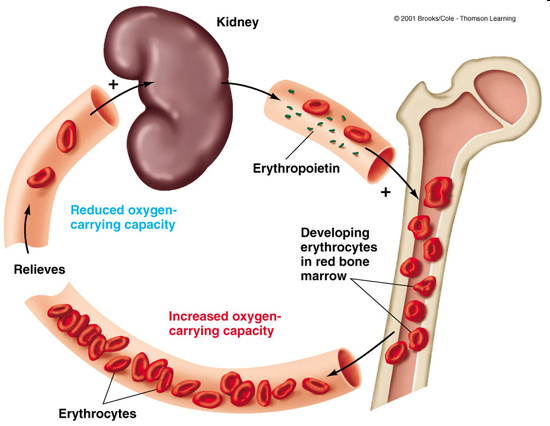 Kidney
© 2001 Brooks/Cole - Thomson Learning
+
Erythropoietin
+
Reduced oxygen-
carrying capacity
Relieves
Developing
erythrocytes
in red bone
marrow
Increased oxygen-
carrying capacity
Erythrocytes